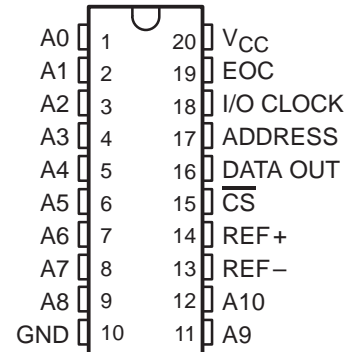 A0 1 20 VCC
A1 2 19 EOC
A2 3 18 I/O CLOCK
A3 4 17 ADDRESS
A4 5 16 DATA OUT
A5 6 15 C̅S̅
A6 7 14 REF+
A7 8 13 REF–
A8 9 12 A10
GND 10 11 A9